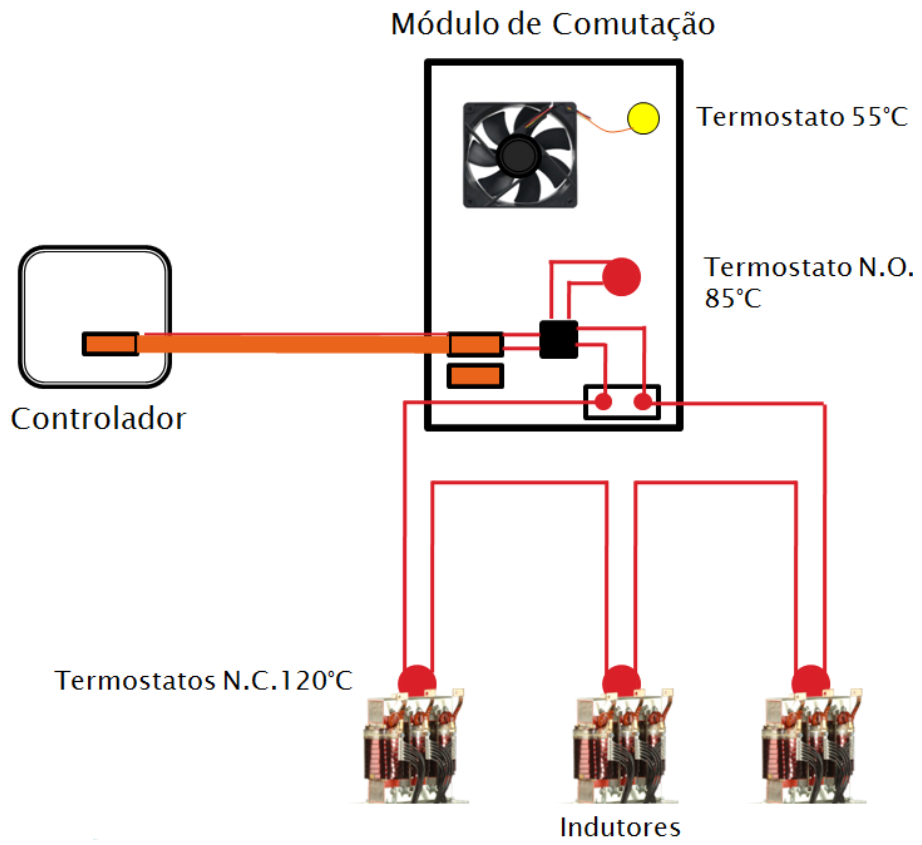 Módulo de Comutação
Termostato 55°C
Termostato N.O.
85°C
Controlador
Termostatos N.C.120°C
Indutores